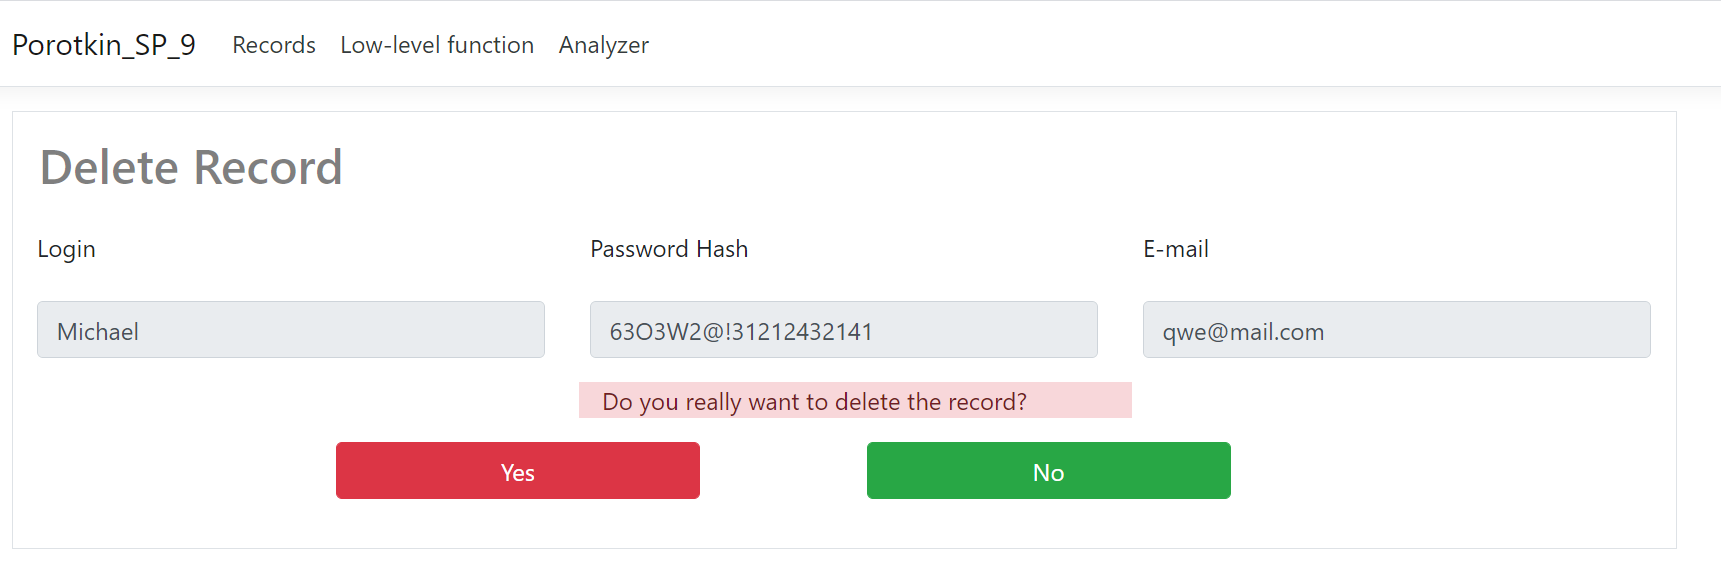 Porotkin_SP_9 Records Low-level function Analyzer
Delete Record
Login Password Hash E-mail
Michael 63O3W2@!31212432141 qwe@mail.com
Do you really want to delete the record?
Yes No